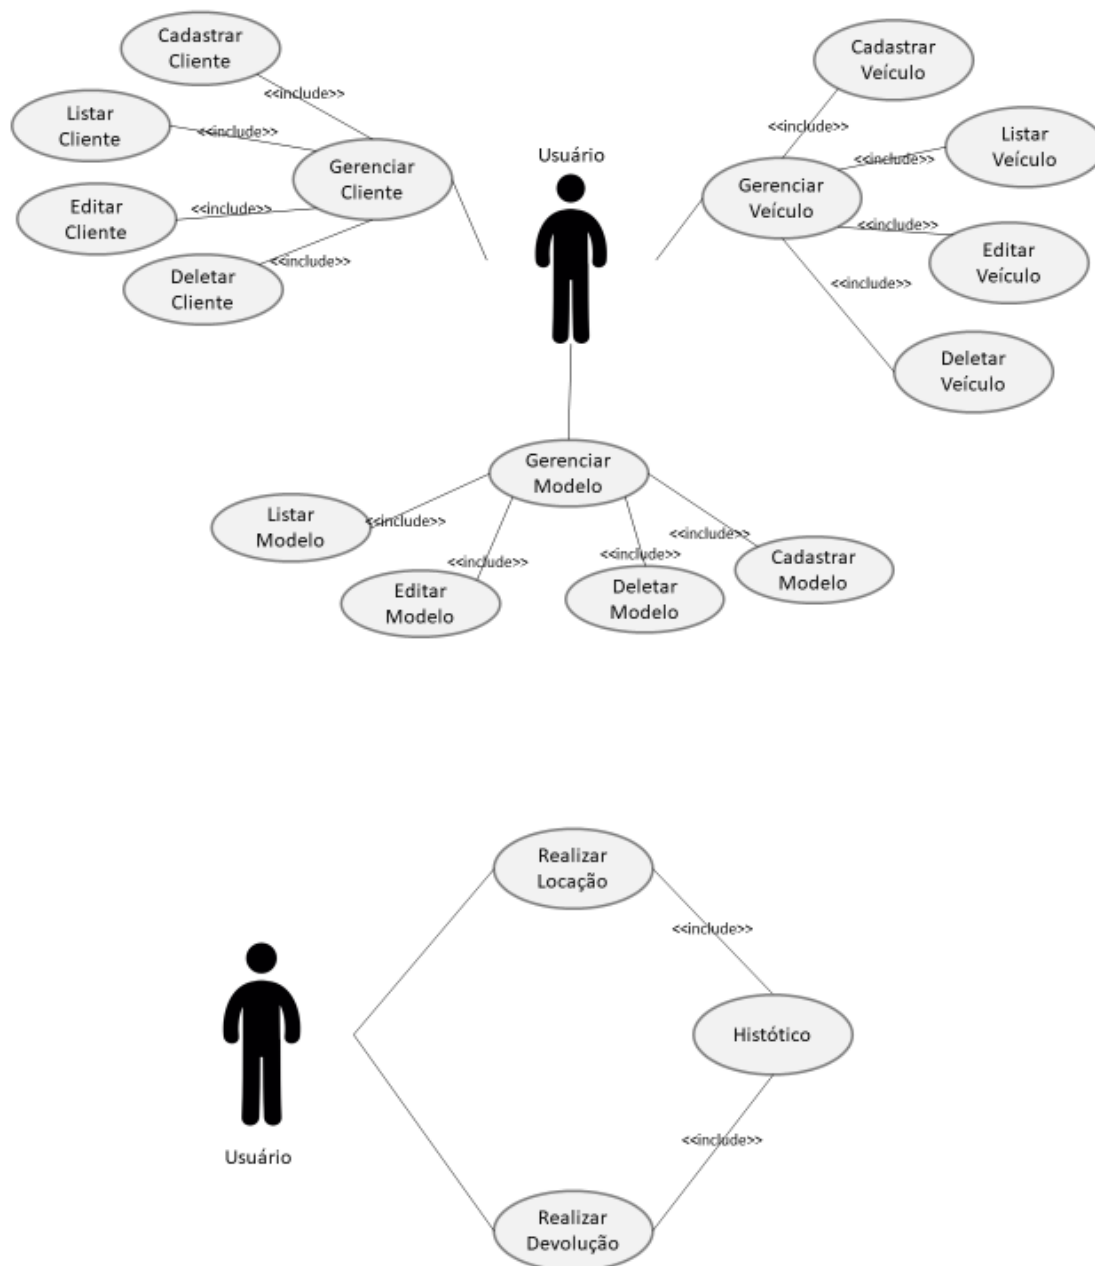 Cadastrar
Cliente
<<include>>
Listar
Cliente
<<include>>
Gerenciar
Cliente
Editar
Cliente
<<include>>
Deletar
Cliente
<<include>>
Usuário
Cadastrar
Veículo
<<include>>
Listar
Veículo
<<include>>
Gerenciar
Veículo
Editar
Veículo
<<include>>
Deletar
Veículo
<<include>>
Gerenciar
Modelo
Listar
Modelo
<<include>>
Editar
Modelo
<<include>>
Deletar
Modelo
<<include>>
Cadastrar
Modelo
<<include>>
Realizar
Locação
<<include>>
Histótico
<<include>>
Usuário
Realizar
Devolução